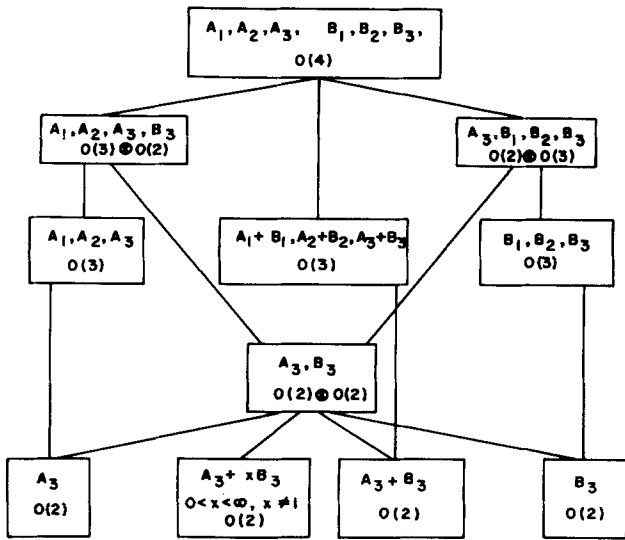 A₁, A₂, A₃, B₁, B₂, B₃,
O(4)
A₁, A₂, A₃, B₃
O(3)⊕O(2)
A₃, B₁, B₂, B₃
O(2)⊕O(3)
A₁, A₂, A₃
O(3)
A₁+ B₁, A₂+B₂, A₃+B₃
O(3)
B₁, B₂, B₃
O(3)
A₃, B₃
O(2)⊕O(2)
A₃
O(2)
A₃+ xB₃
O<x<∞, x ≠ 1
O(2)
A₃+B₃
O(2)
B₃
O(2)